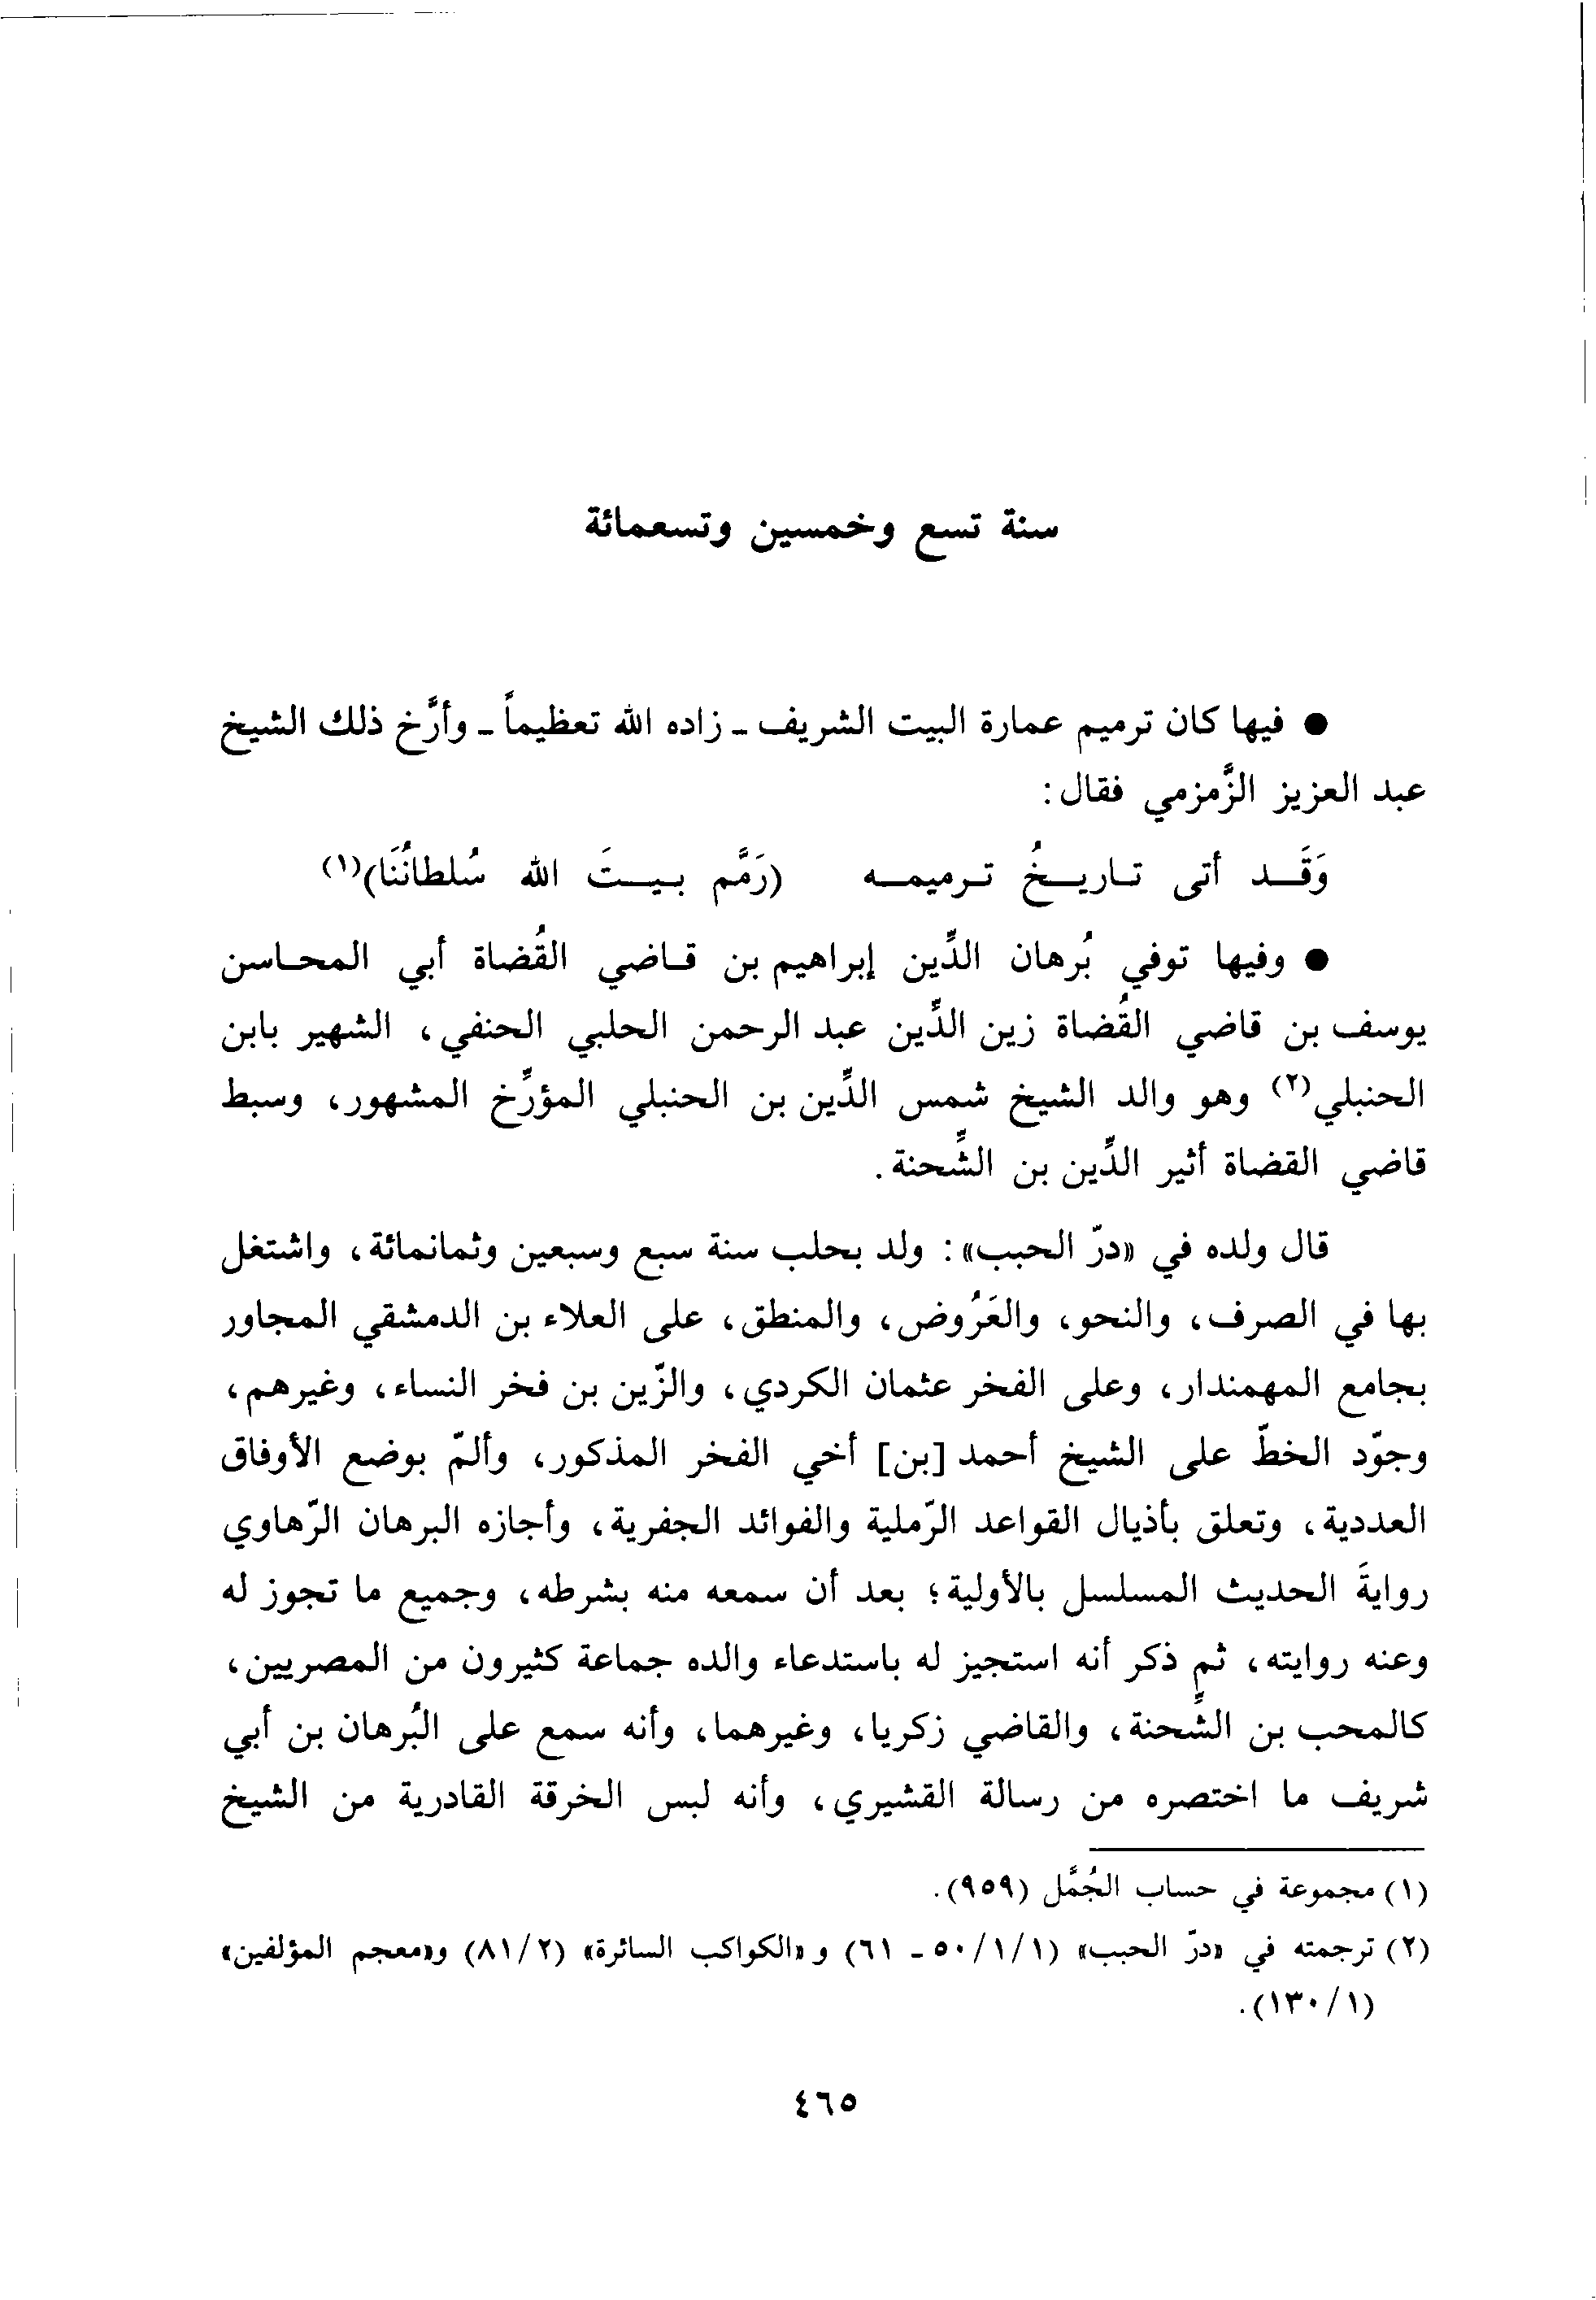 سنة تسع وخمسين وتسعمائة
● فيها كان ترميم عمارة البيت الشريف ـ زاده الله تعظيماً ـ وأرَّخ ذلك الشيخ
عبد العزيز الزَّمزمي فقال:
وَقَـد أتى تـاريـخُ تـرميمـه (رَمَّم بـيـتَ الله سُلطانُنَا)(١)
● وفيها توفي بُرهان الدِّين إبراهيم بن قـاضي القُضاة أبي المحـاسن
يوسف بن قاضي القُضاة زين الدِّين عبد الرحمن الحلبي الحنفي، الشهير بابن
الحنبلي(٢) وهو والد الشيخ شمس الدِّين بن الحنبلي المؤرِّخ المشهور، وسبط
قاضي القضاة أثير الدِّين بن الشِّحنة.
قال ولده في «درّ الحبب»: ولد بحلب سنة سبع وسبعين وثمانمائة، واشتغل
بها في الصرف، والنحو، والعَرُوض، والمنطق، على العلاء بن الدمشقي المجاور
بجامع المهمندار، وعلى الفخر عثمان الكردي، والزّين بن فخر النساء، وغيرهم،
وجوّد الخطّ على الشيخ أحمد [بن] أخي الفخر المذكور، وألمّ بوضع الأوفاق
العددية، وتعلق بأذيال القواعد الرّملية والفوائد الجفرية، وأجازه البرهان الرّهاوي
روايةَ الحديث المسلسل بالأولية؛ بعد أن سمعه منه بشرطه، وجميع ما تجوز له
وعنه روايته، ثم ذكر أنه استجيز له باستدعاء والده جماعة كثيرون من المصريين،
كالمحب بن الشِّحنة، والقاضي زكريا، وغيرهما، وأنه سمع على البُرهان بن أبي
شريف ما اختصره من رسالة القشيري، وأنه لبس الخرقة القادرية من الشيخ
(١) مجموعة في حساب الجُمَّل (٩٥٩).
(٢) ترجمته في «درّ الحبب» (١/١/٥٠ ـ ٦١) و «الكواكب السائرة» (٨١/٢) و«معجم المؤلفين»
(١٣٠/١).
٤٦٥